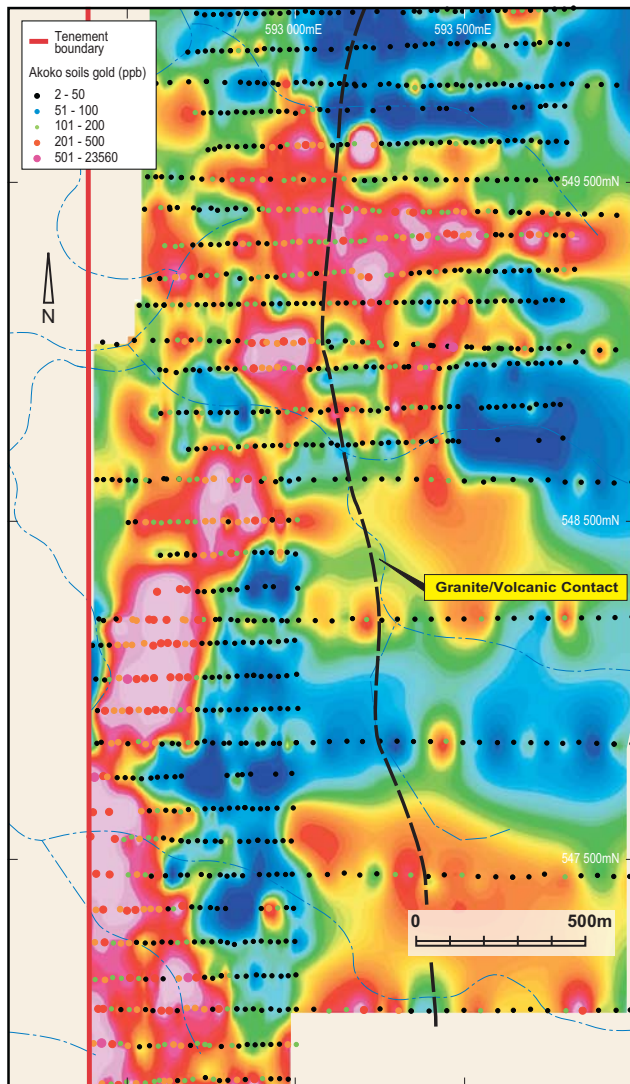 593 000mE
593 500mE
Tenement
boundary
Akoko soils gold (ppb)
2 - 50
51 - 100
101 - 200
201 - 500
501 - 23560
549 500mN
N
548 500mN
Granite/Volcanic Contact
547 500mN
0 500m